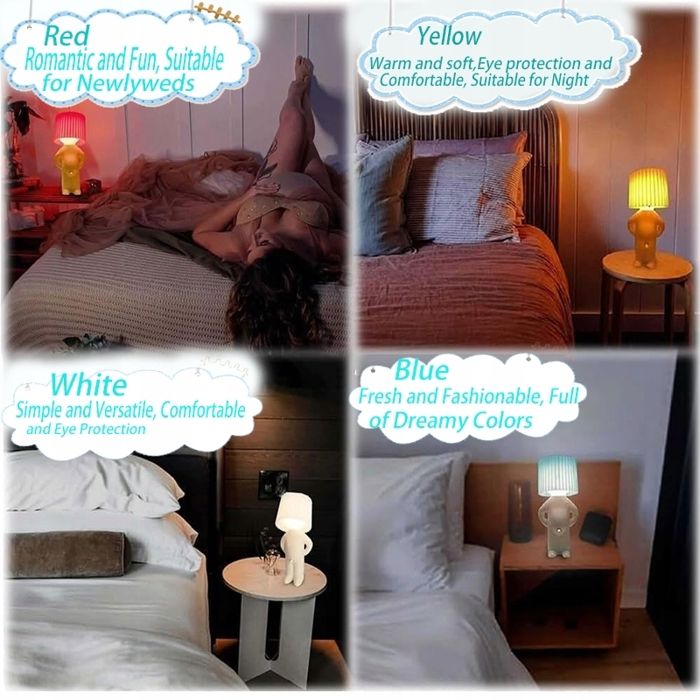 Red
Romantic and Fun, Suitable
for Newlyweds
Yellow
Warm and soft,Eye protection and
Comfortable, Suitable for Night
White
Simple and Versatile, Comfortable
and Eye Protection
Blue
Fresh and Fashionable, Full
of Dreamy Colors